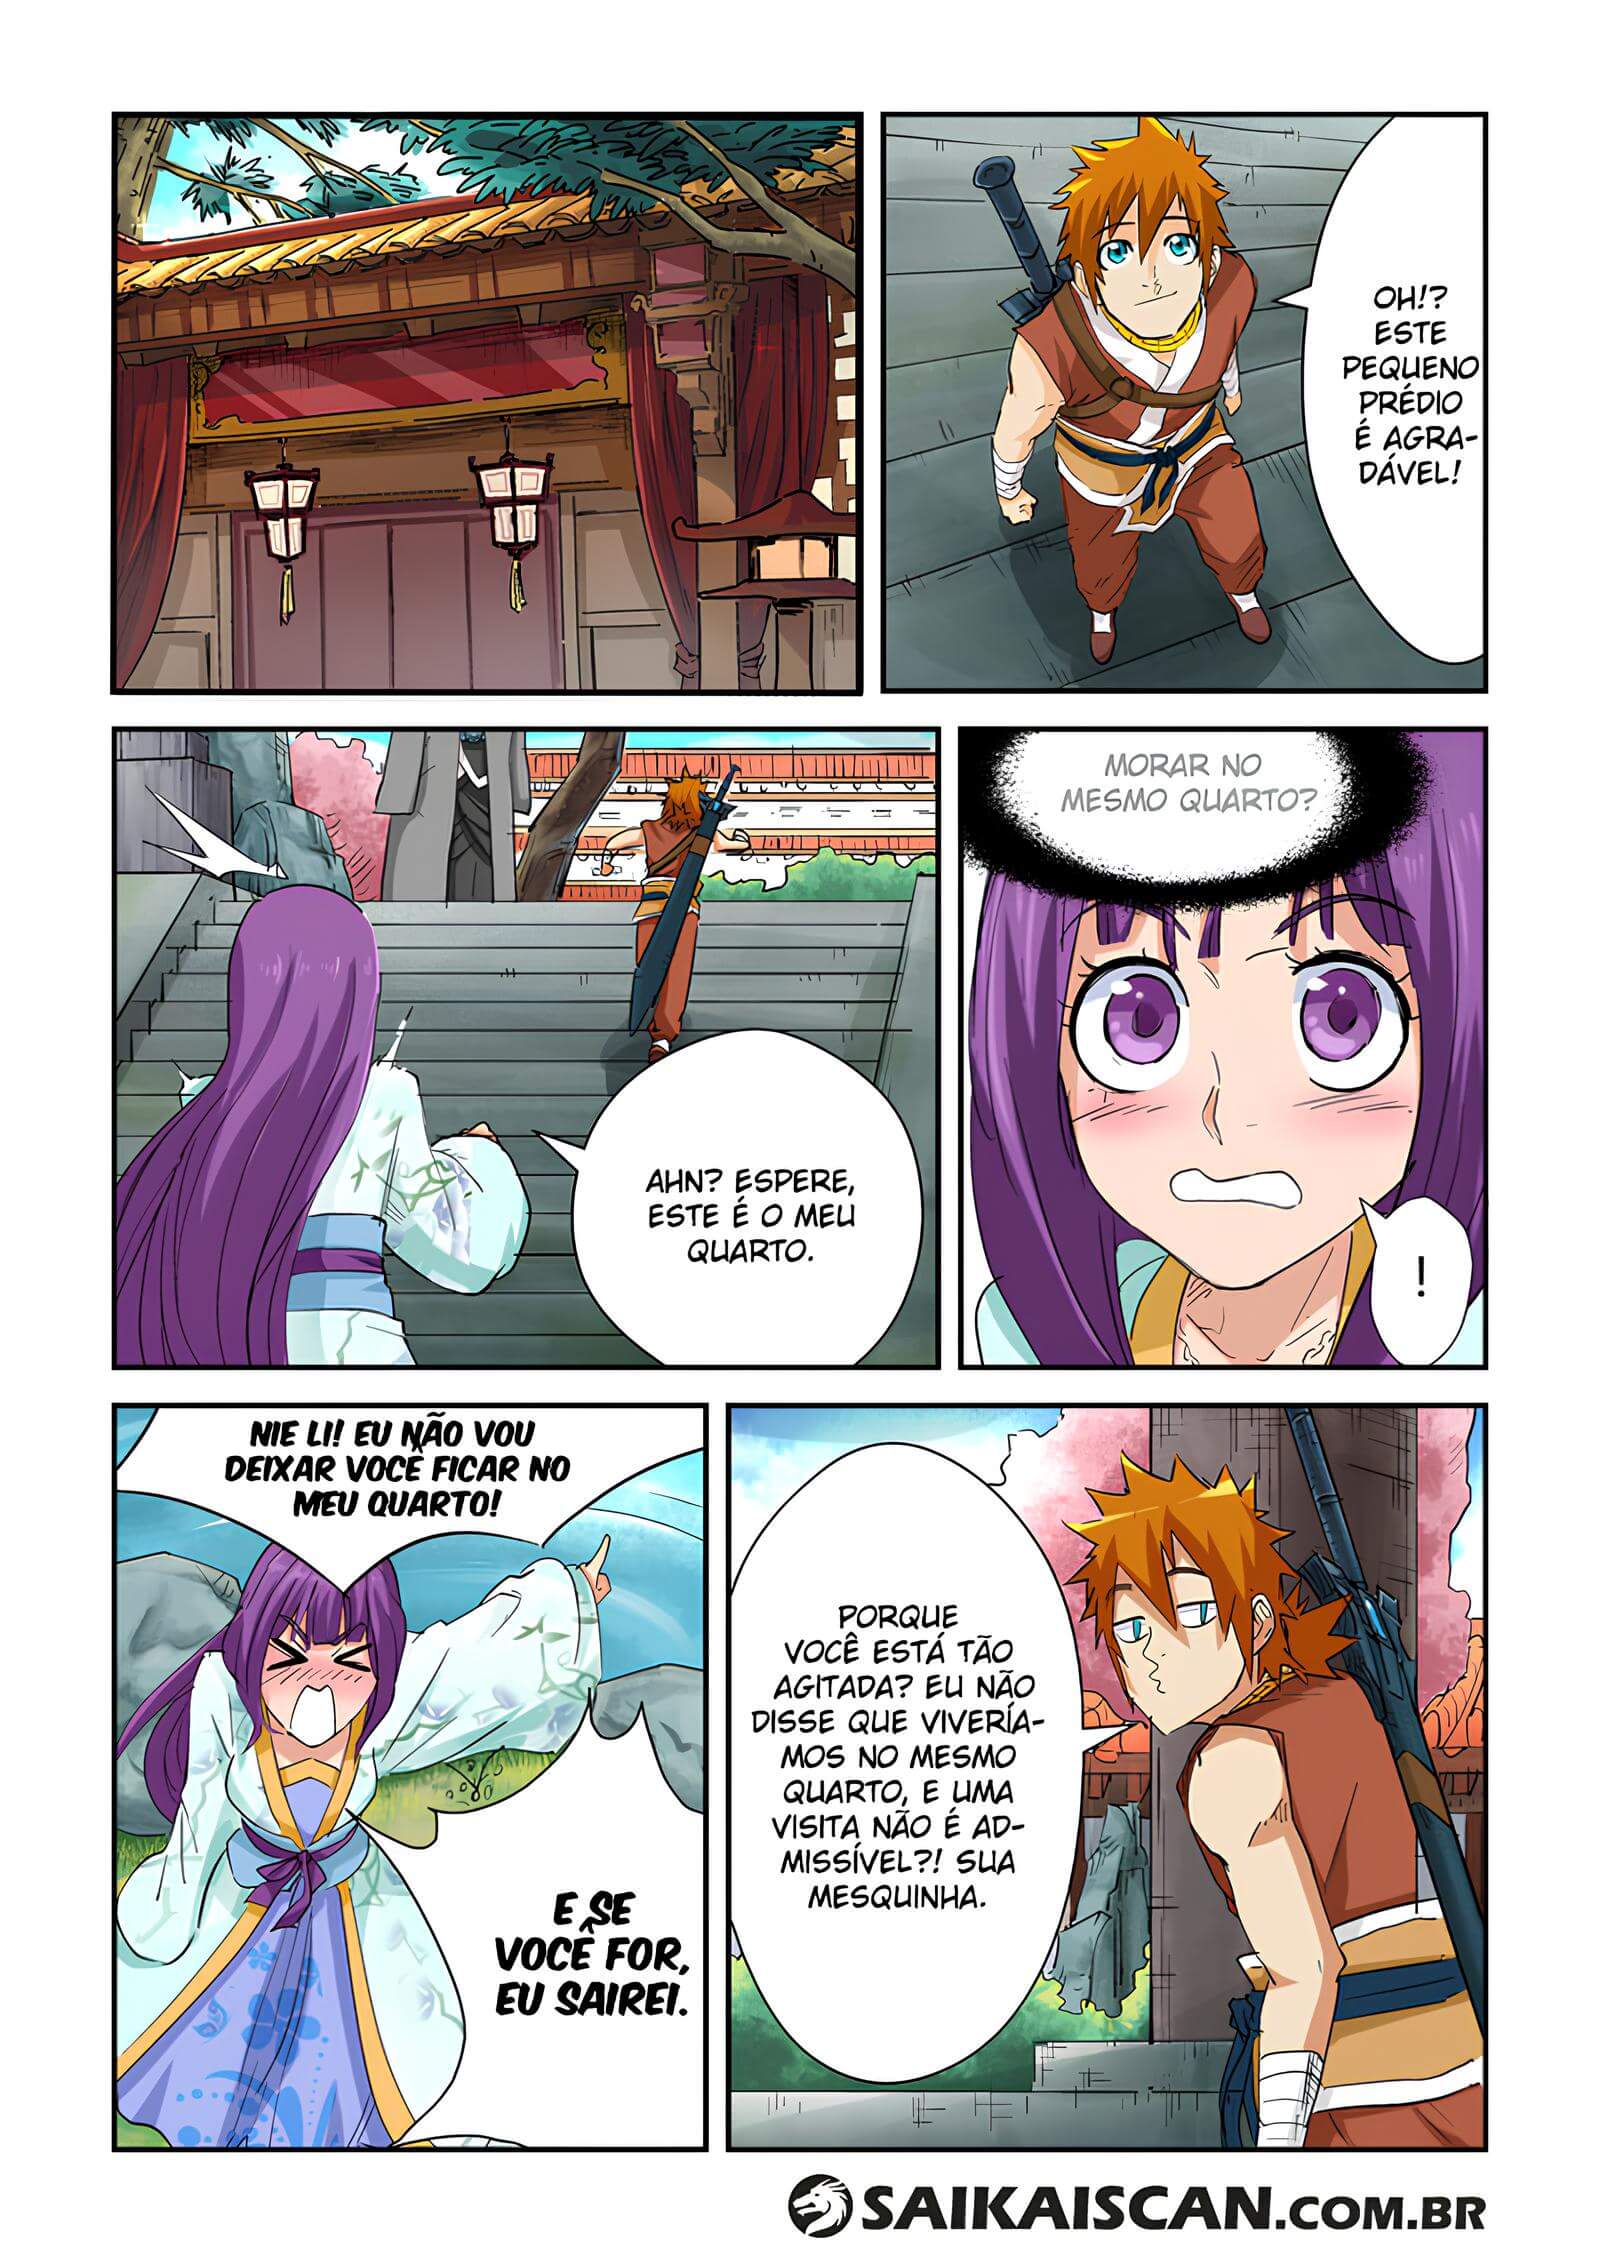 OH!?
ESTE
PEQUENO
PRÉDIO
É AGRA-
DÁVEL!
AHN? ESPERE,
ESTE É O MEU
QUARTO.
MORAR NO
MESMO QUARTO?
!
NIE LI! EU NÃO VOU
DEIXAR VOCÊ FICAR NO
MEU QUARTO!
E SE
VOCÊ FOR,
EU SAIREI.
PORQUE
VOCÊ ESTÁ TÃO
AGITADA? EU NÃO
DISSE QUE VIVERÍA-
MOS NO MESMO
QUARTO, E UMA
VISITA NÃO É AD-
MISSÍVEL?! SUA
MESQUINHA.
SAIKAISCAN.COM.BR